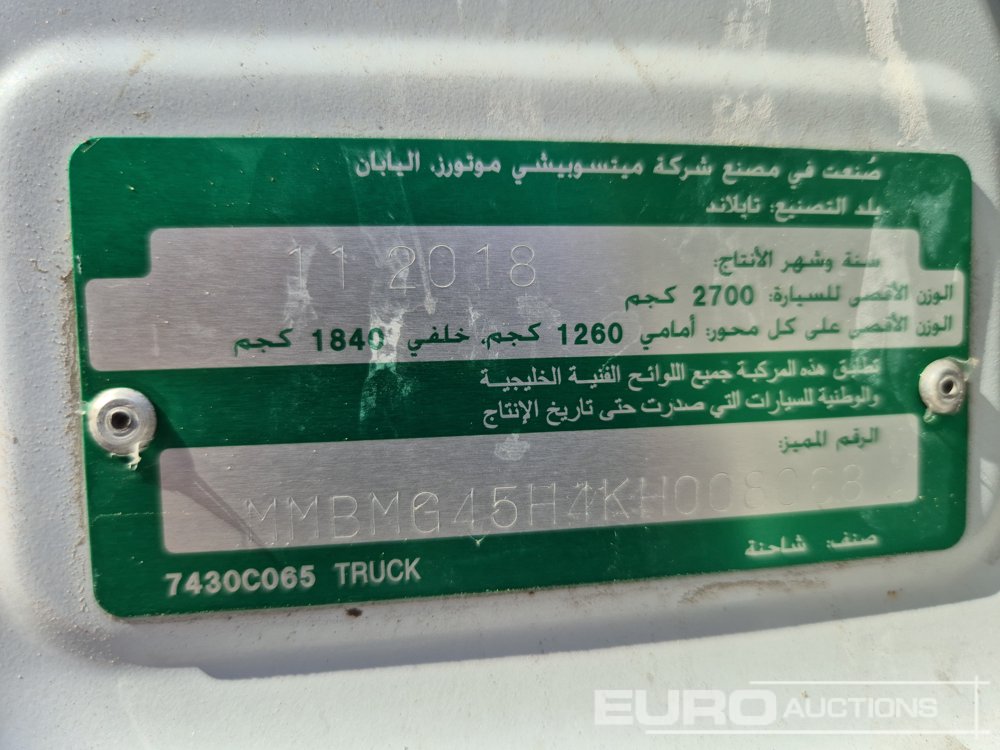 صُنعت في مصنع شركة ميتسوبيشي موتورز، اليابان
بلد التصنيع: تايلاند
سنة وشهر الأنتاج: 11 2018
الوزن الأقصى للسيارة: 2700 كجم
الوزن الأقصى على كل محور: أمامي 1260 كجم، خلفي 1840 كجم
تطبق هذه المركبة جميع اللوائح الفنية الخليجية
والوطنية للسيارات التي صدرت حتى تاريخ الإنتاج
الرقم المميز:
صنف: شاحنة
7430C065 TRUCK
EURO AUCTIONS